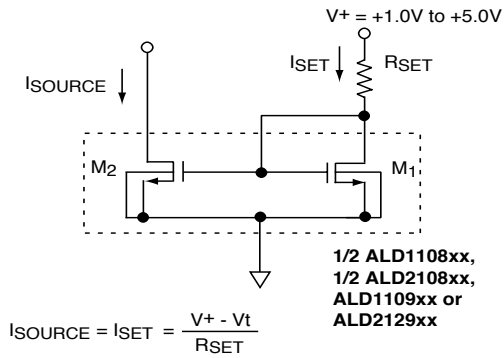 V+ = +1.0V to +5.0V
ISET
RSET
ISOURCE
M2
M1
1/2 ALD1108xx,
1/2 ALD2108xx,
ALD1109xx or
ALD2129xx
ISOURCE = ISET = V+ - Vt
RSET